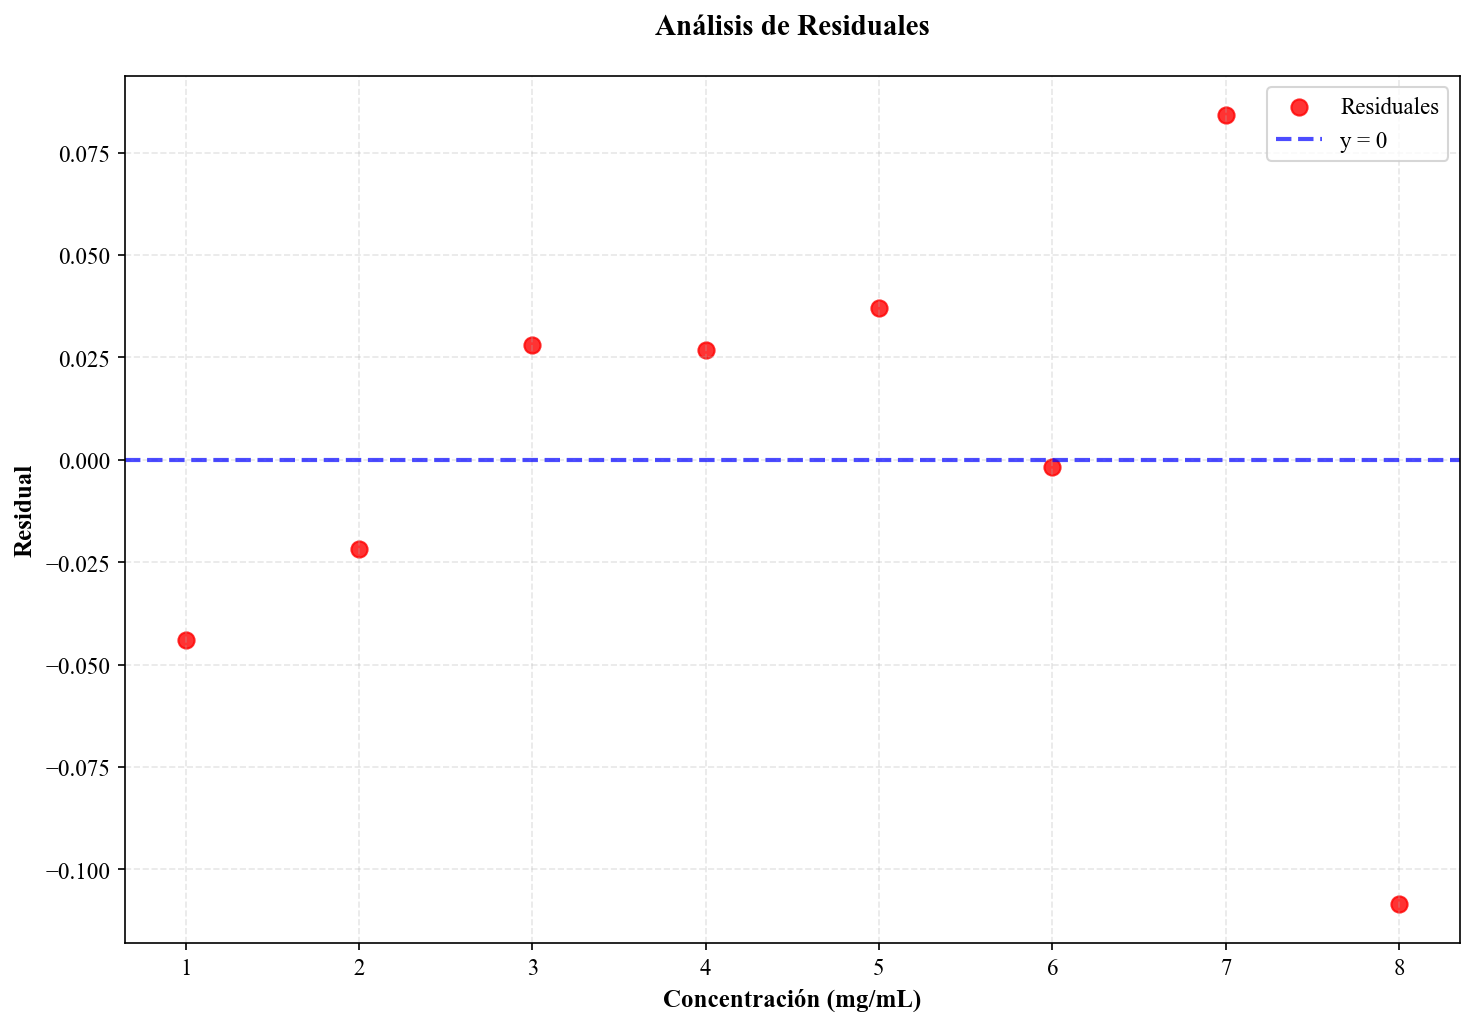 Análisis de Residuales
Residuales
y = 0
0.075
0.050
0.025
0.000
−0.025
−0.050
−0.075
−0.100
Residual
1 2 3 4 5 6 7 8
Concentración (mg/mL)